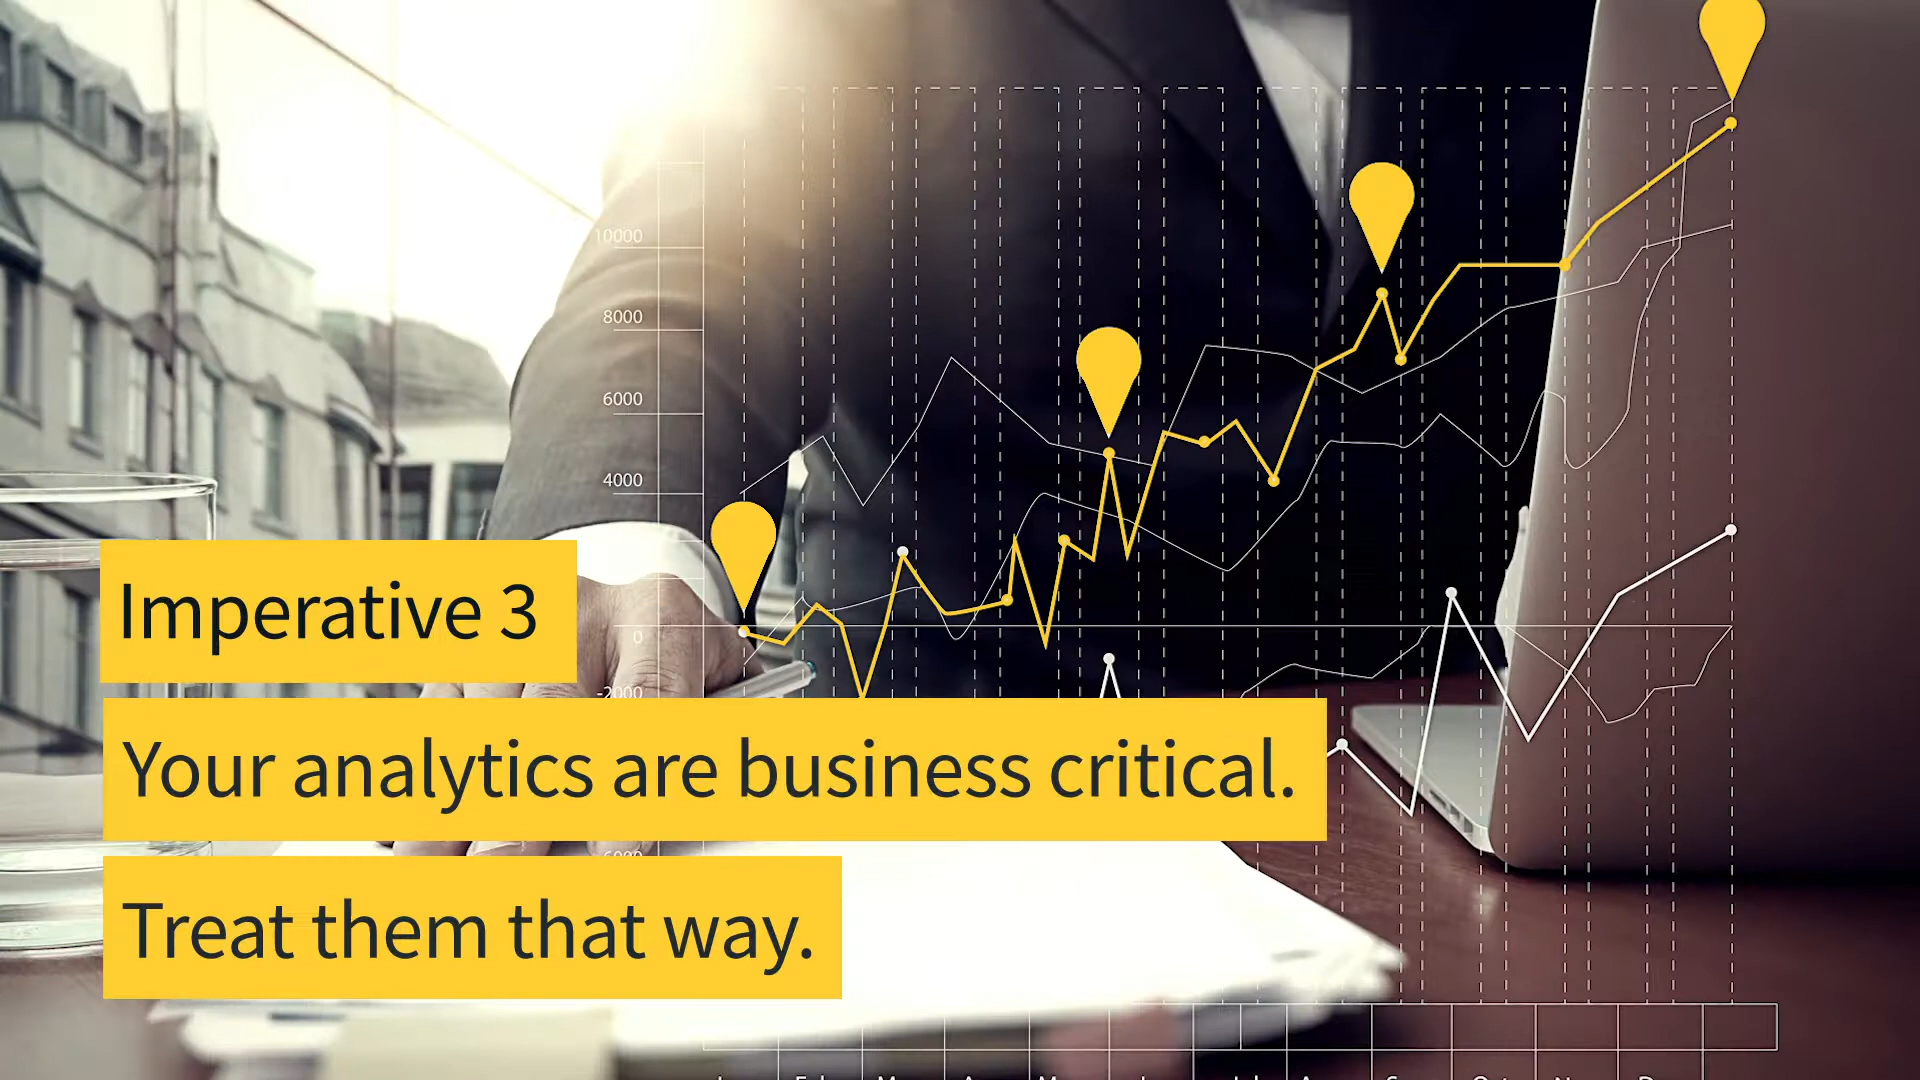 10000
8000
6000
4000
0
-2000
Imperative 3
Your analytics are business critical.
Treat them that way.